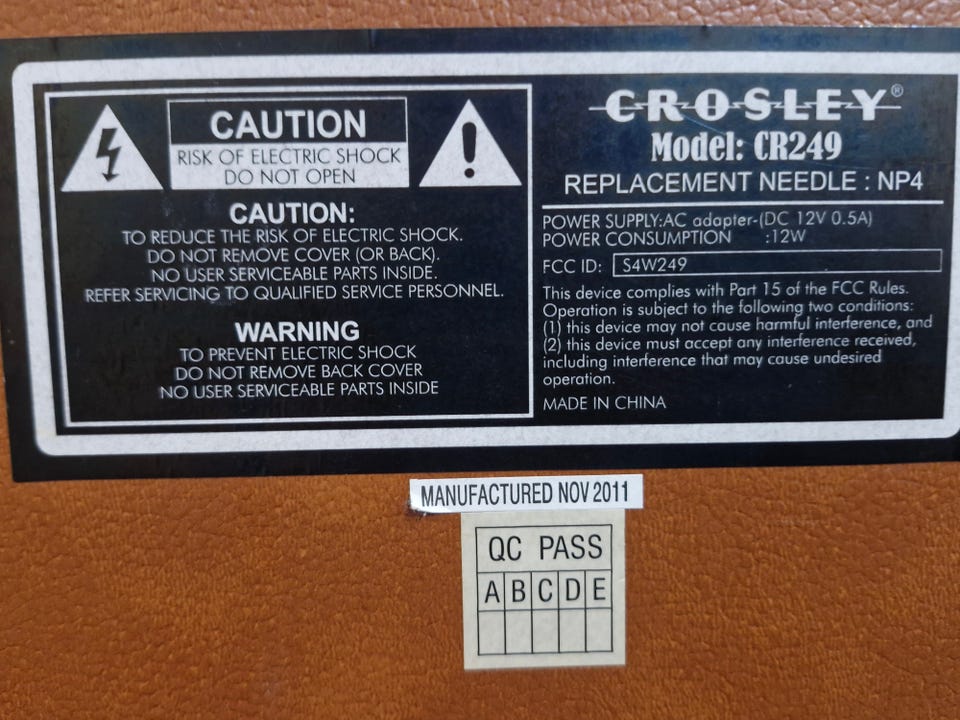 CAUTION
RISK OF ELECTRIC SHOCK
DO NOT OPEN
CAUTION:
TO REDUCE THE RISK OF ELECTRIC SHOCK.
DO NOT REMOVE COVER (OR BACK).
NO USER SERVICEABLE PARTS INSIDE.
REFER SERVICING TO QUALIFIED SERVICE PERSONNEL.
WARNING
TO PREVENT ELECTRIC SHOCK
DO NOT REMOVE BACK COVER
NO USER SERVICEABLE PARTS INSIDE
CROSLEY®
Model: CR249
REPLACEMENT NEEDLE : NP4
POWER SUPPLY:AC adapter-(DC 12V 0.5A)
POWER CONSUMPTION :12W
FCC ID: S4W249
This device complies with Part 15 of the FCC Rules.
Operation is subject to the following two conditions:
(1) this device may not cause harmful interference, and
(2) this device must accept any interference received,
including interference that may cause undesired
operation.
MADE IN CHINA
MANUFACTURED NOV 2011
QC PASS
A B C D E